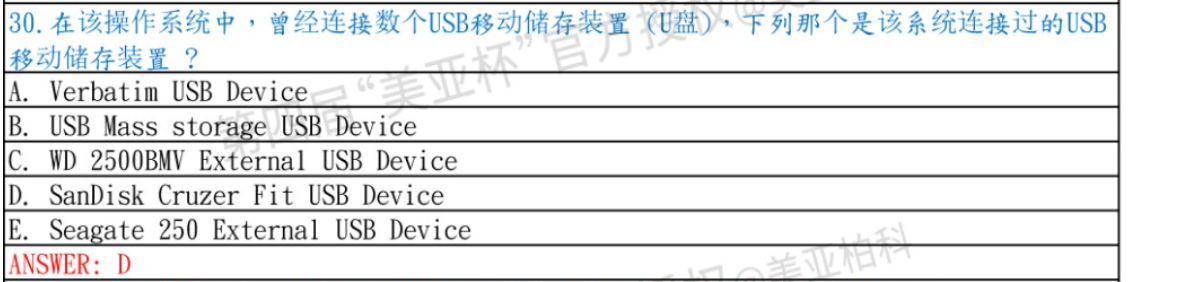 30.在该操作系统中，曾经连接数个USB移动储存装置（U盘），下列那个是该系统连接过的USB
移动储存装置 ？
A. Verbatim USB Device
B. USB Mass storage USB Device
C. WD 2500BMV External USB Device
D. SanDisk Cruzer Fit USB Device
E. Seagate 250 External USB Device
ANSWER: D
第四届“美亚杯”官方授权@美
授权@美亚柏科